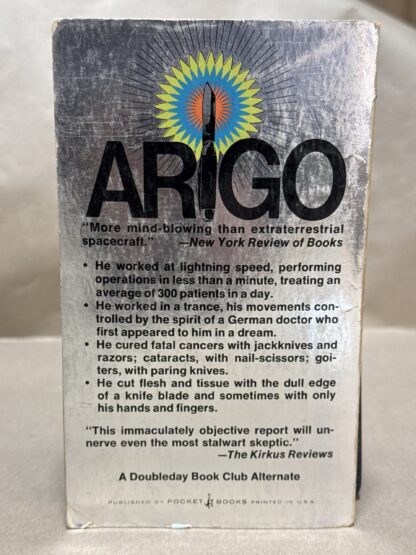 ARIGO
"More mind-blowing than extraterrestrial
spacecraft." —New York Review of Books
• He worked at lightning speed, performing
operations in less than a minute, treating an
average of 300 patients in a day.
• He worked in a trance, his movements con-
trolled by the spirit of a German doctor who
first appeared to him in a dream.
• He cured fatal cancers with jackknives and
razors; cataracts, with nail-scissors; goi-
ters, with paring knives.
• He cut flesh and tissue with the dull edge
of a knife blade and sometimes with only
his hands and fingers.
"This immaculately objective report will un-
nerve even the most stalwart skeptic."
—The Kirkus Reviews
A Doubleday Book Club Alternate
PUBLISHED BY POCKET BOOKS PRINTED IN U.S.A.